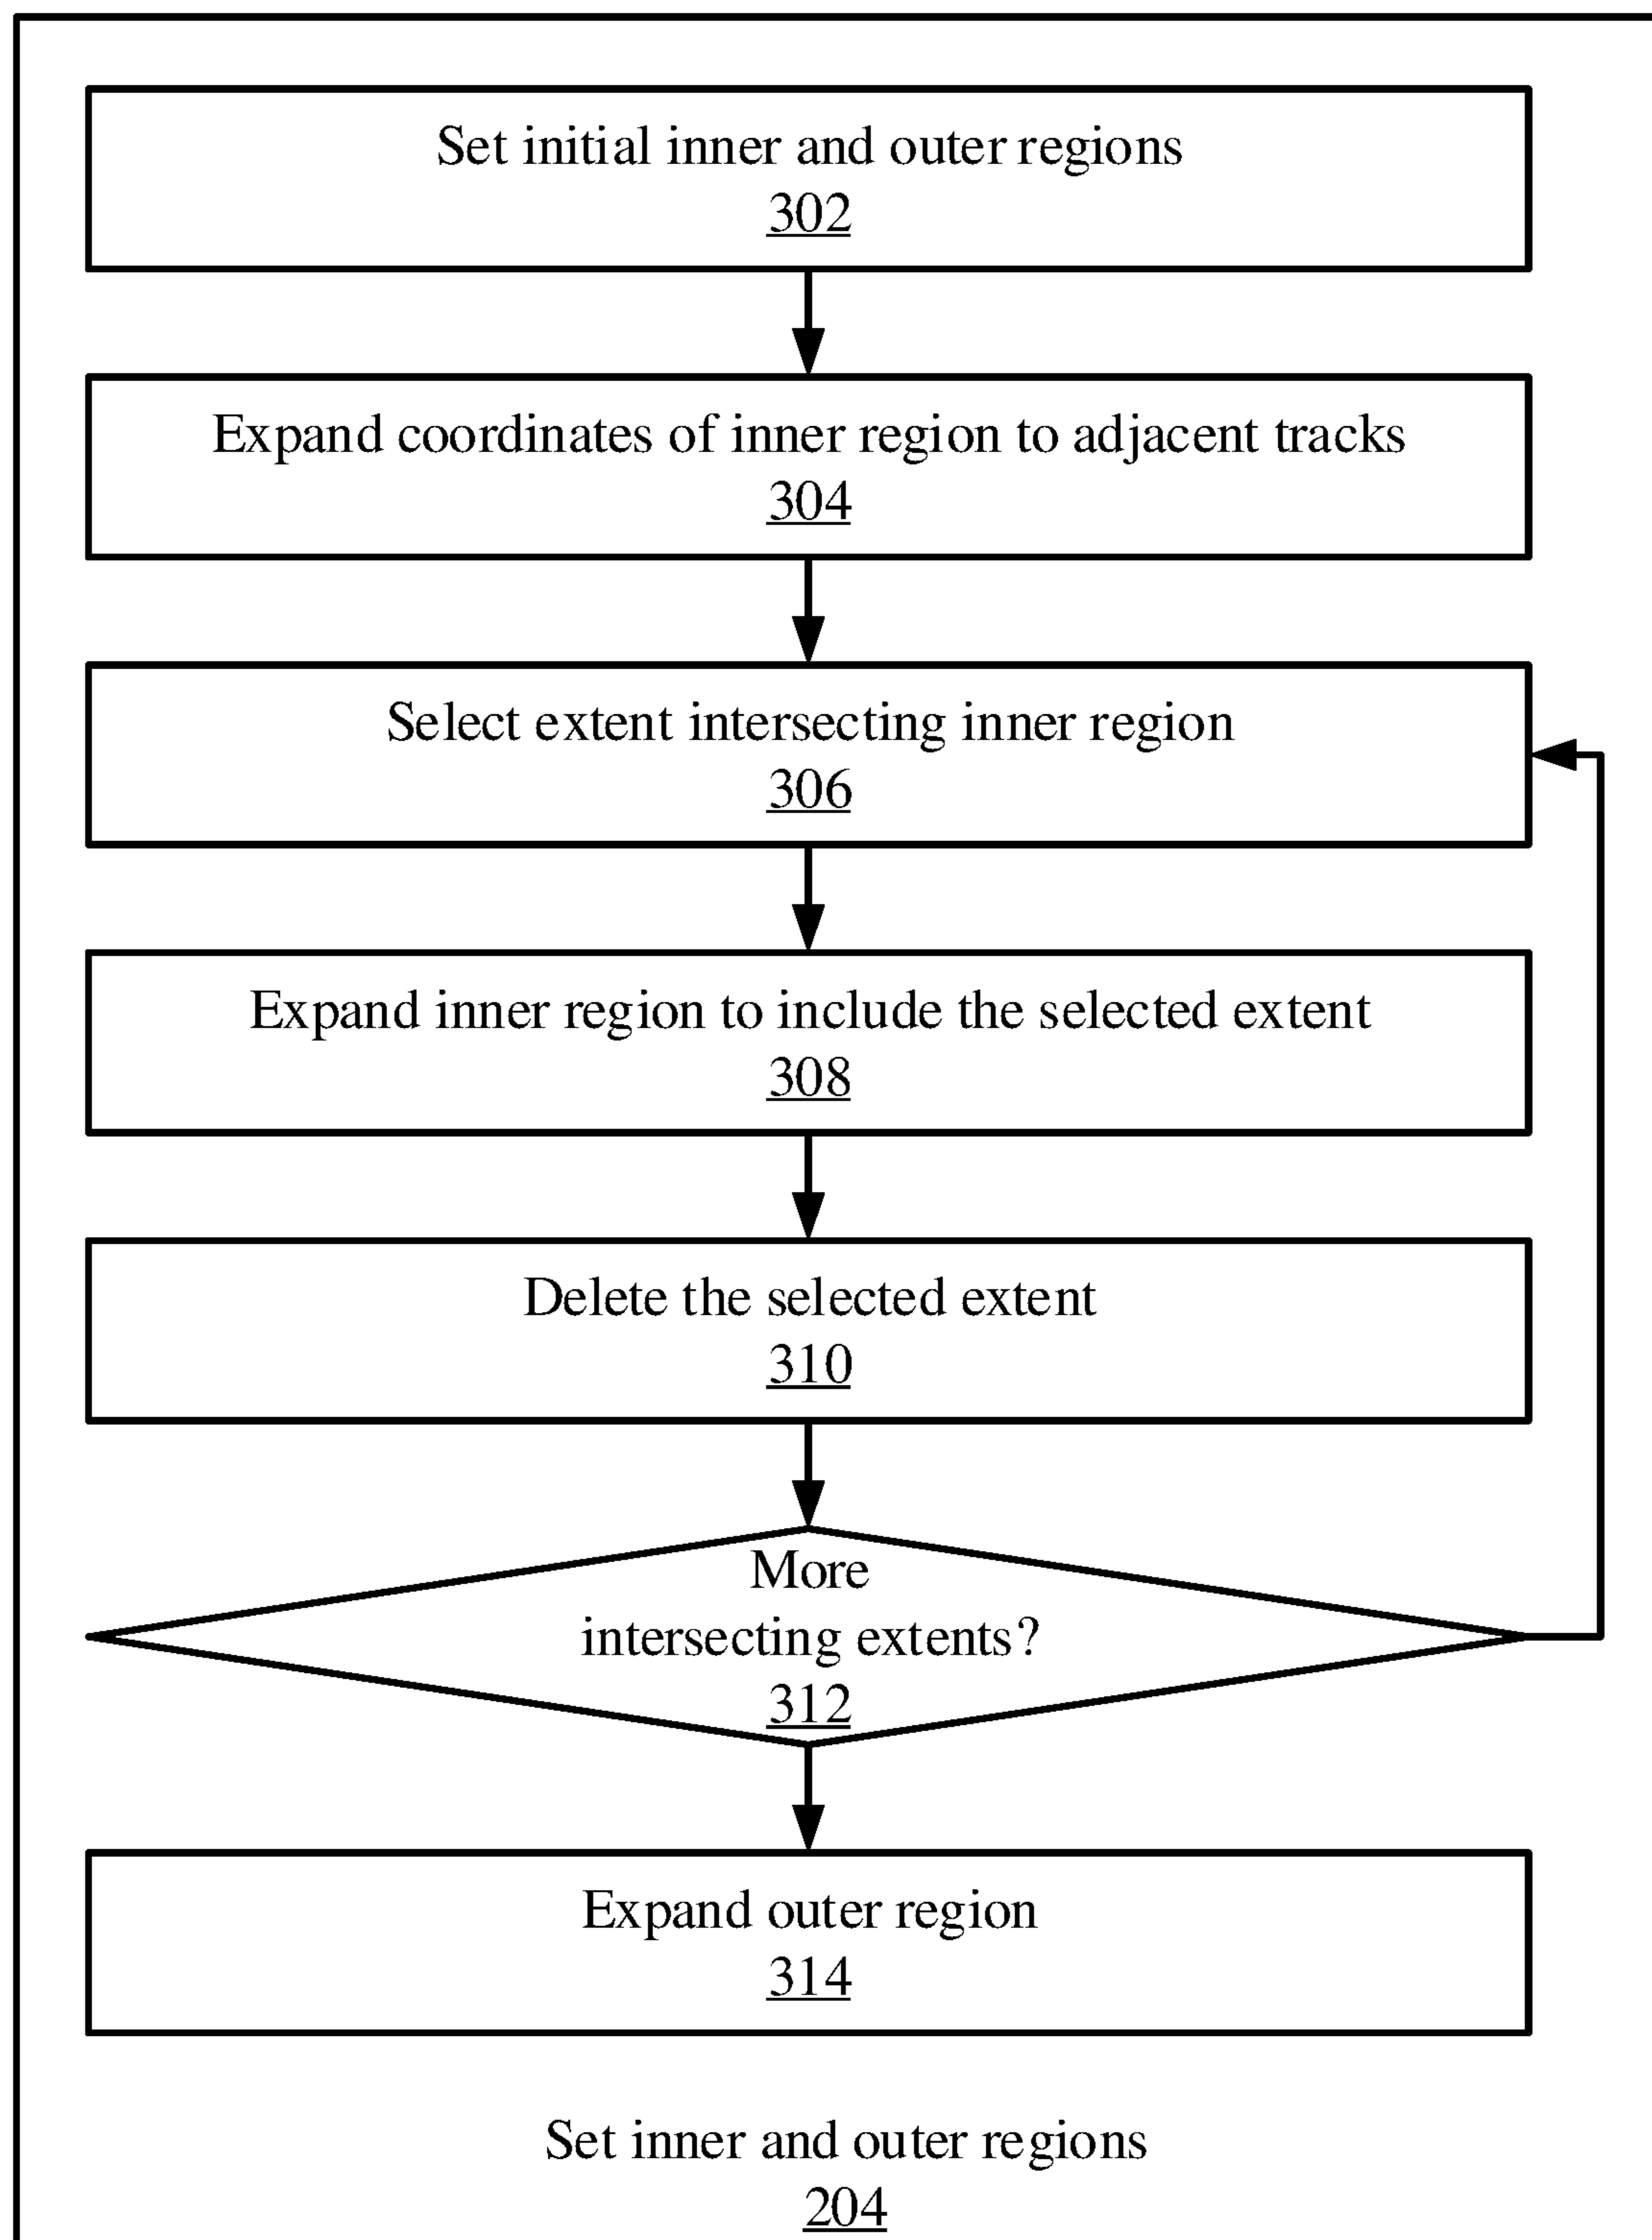 Set initial inner and outer regions
302
Expand coordinates of inner region to adjacent tracks
304
Select extent intersecting inner region
306
Expand inner region to include the selected extent
308
Delete the selected extent
310
More
intersecting extents?
312
Expand outer region
314
Set inner and outer regions
204